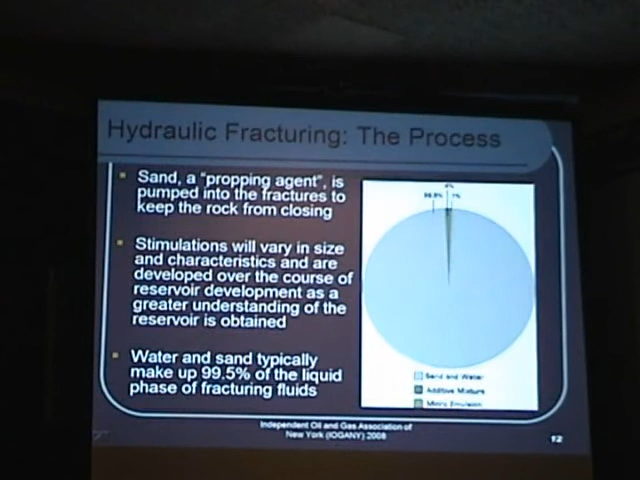 Hydraulic Fracturing: The Process
Sand, a "propping agent", is
pumped into the fractures to
keep the rock from closing
Stimulations will vary in size
and characteristics and are
developed over the course of
reservoir development as a
greater understanding of the
reservoir is obtained
Water and sand typically
make up 99.5% of the liquid
phase of fracturing fluids
Sand and Water
Additive Mixture
Independent Oil and Gas Association of
New York (IOGANY) 2008
12